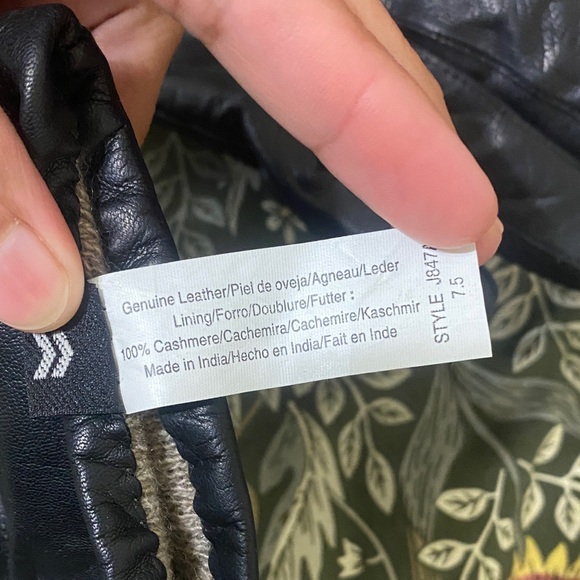 Genuine Leather/Piel de oveja/Agneau/Leder
Lining/Forro/Doublure/Futter :
100% Cashmere/Cachemira/Cachemire/Kaschmir
Made in India/Hecho en India/Fait en Inde
STYLE
7.5